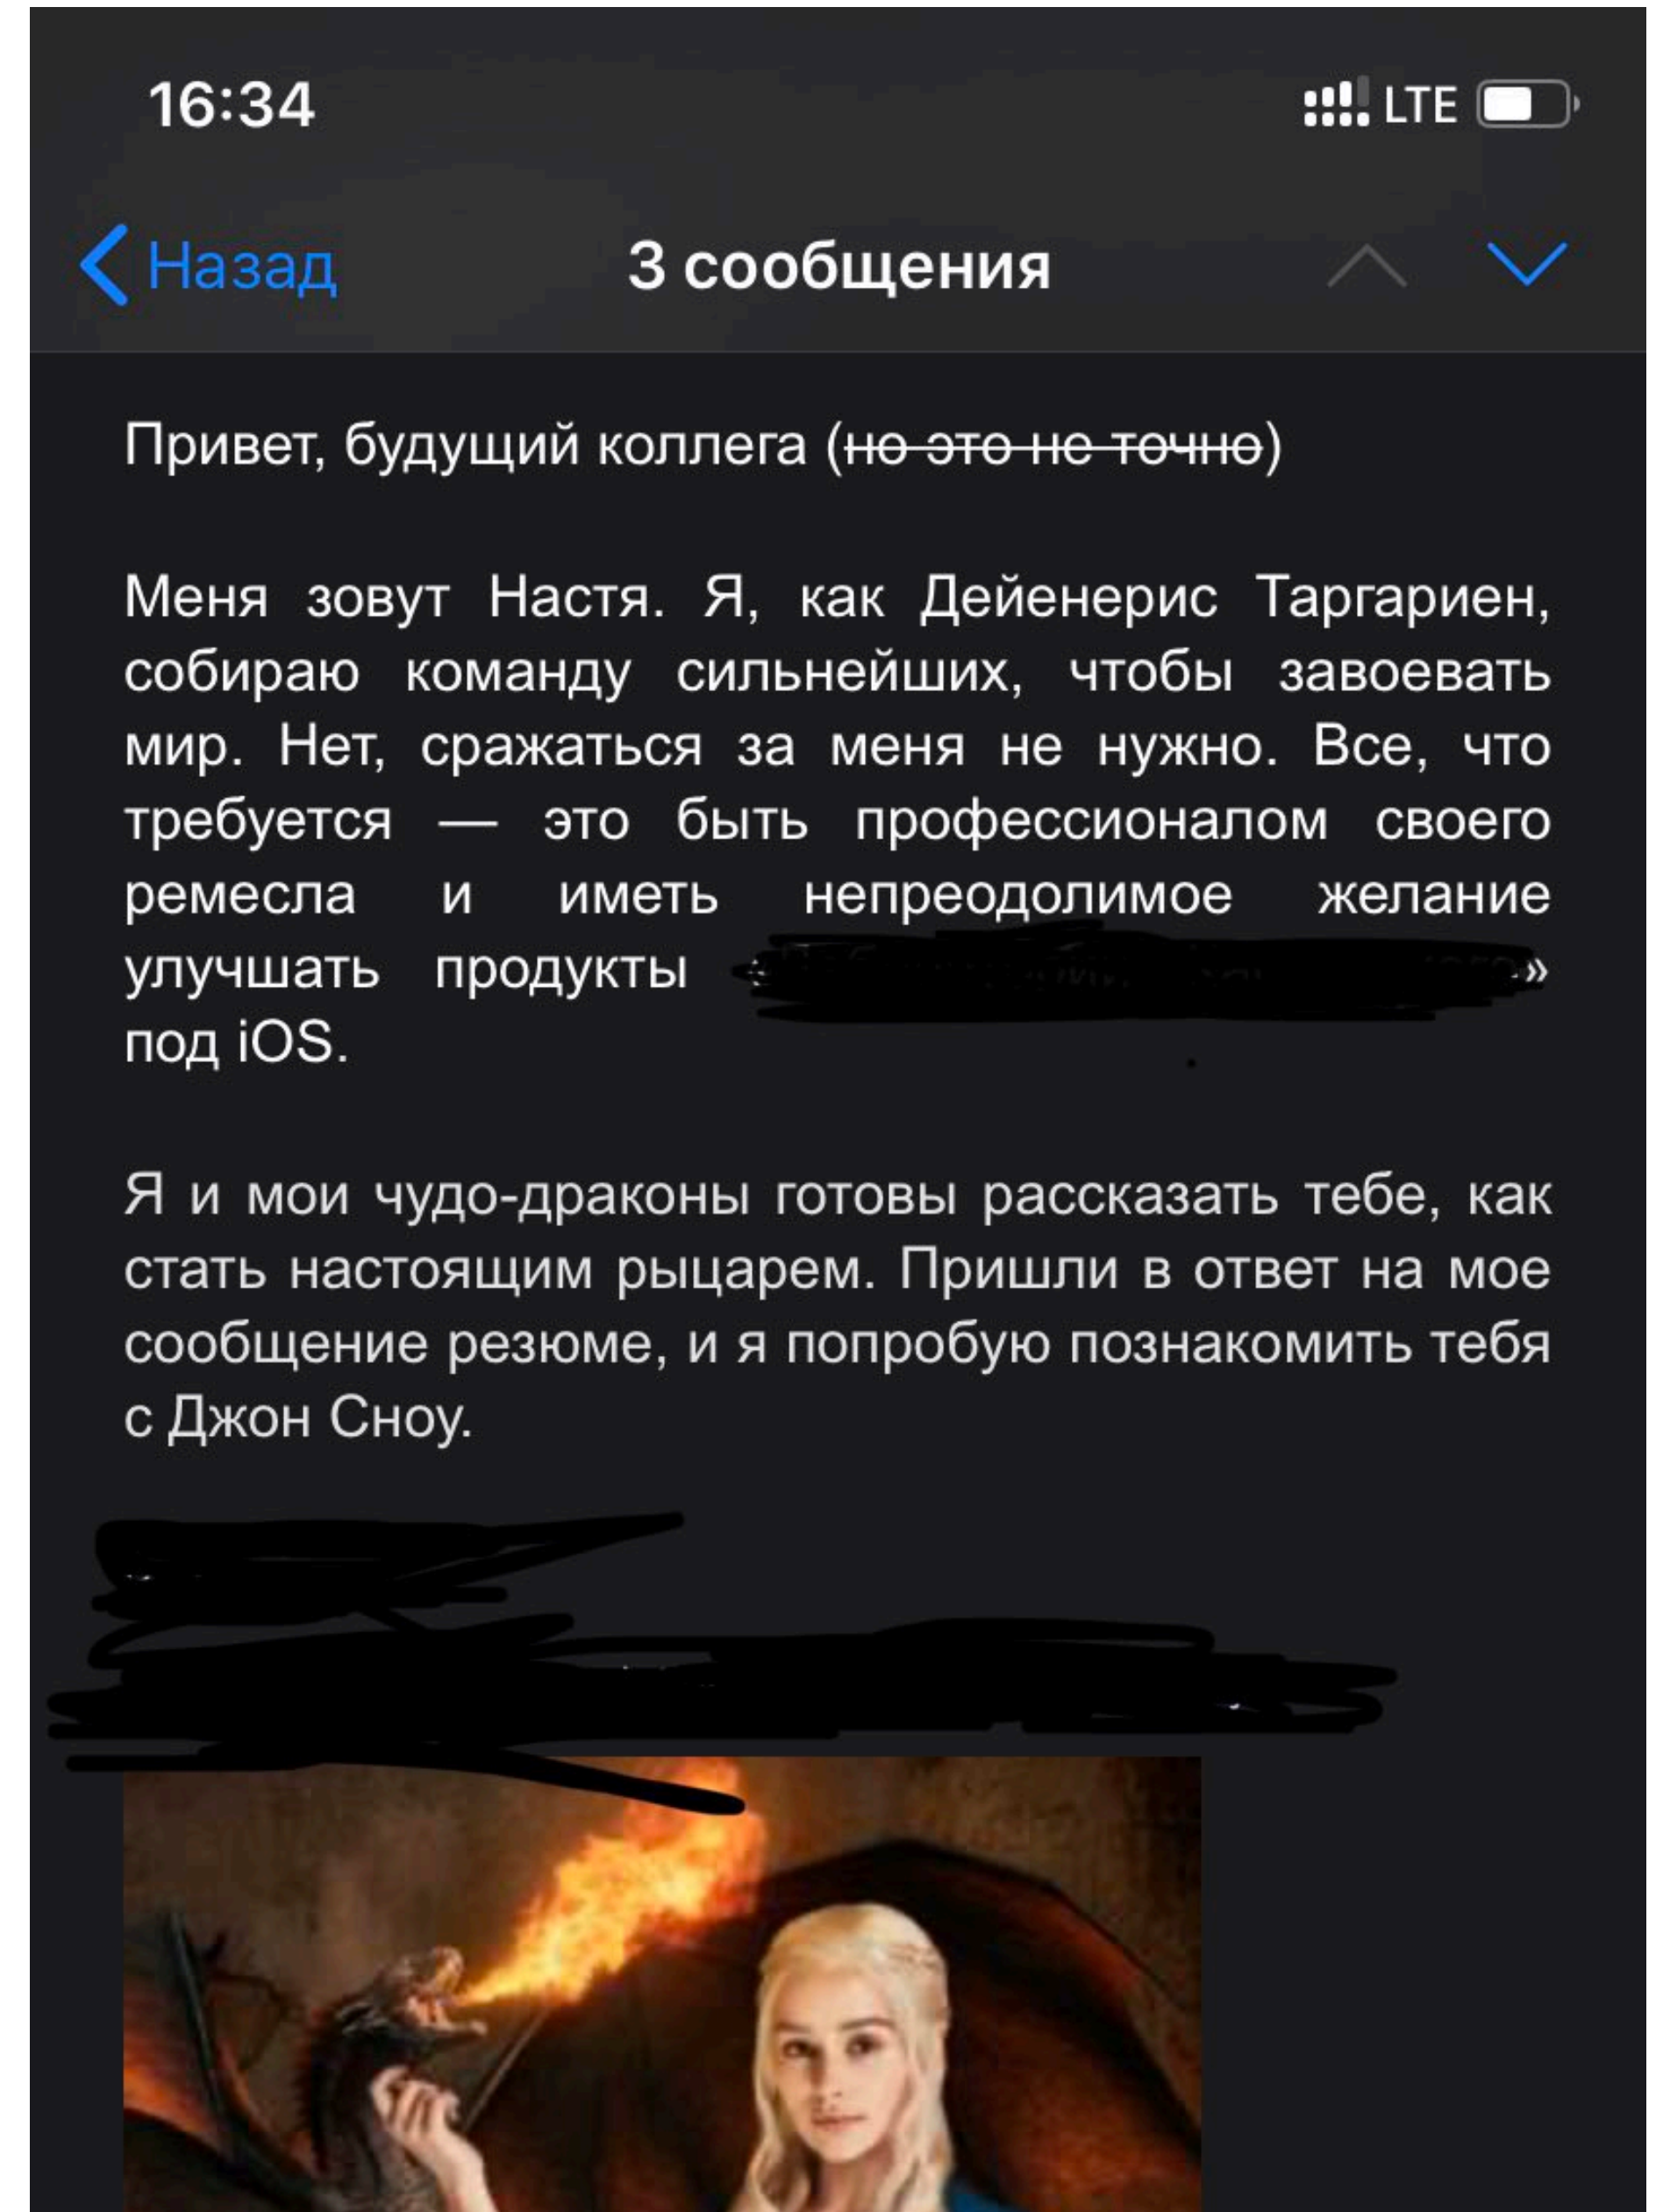 16:34
LTE
Назад
3 сообщения
Привет, будущий коллега (но это не точно)
Меня зовут Настя. Я, как Дейенерис Таргариен,
собираю команду сильнейших, чтобы завоевать
мир. Нет, сражаться за меня не нужно. Все, что
требуется — это быть профессионалом своего
ремесла и иметь непреодолимое желание
улучшать продукты »
под iOS.
Я и мои чудо-драконы готовы рассказать тебе, как
стать настоящим рыцарем. Пришли в ответ на мое
сообщение резюме, и я попробую познакомить тебя
с Джон Сноу.